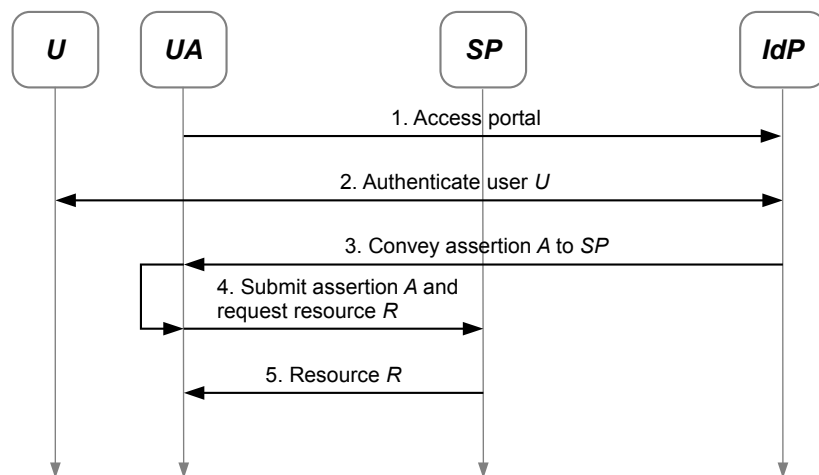 U UA SP IdP
1. Access portal
2. Authenticate user U
3. Convey assertion A to SP
4. Submit assertion A and
request resource R
5. Resource R